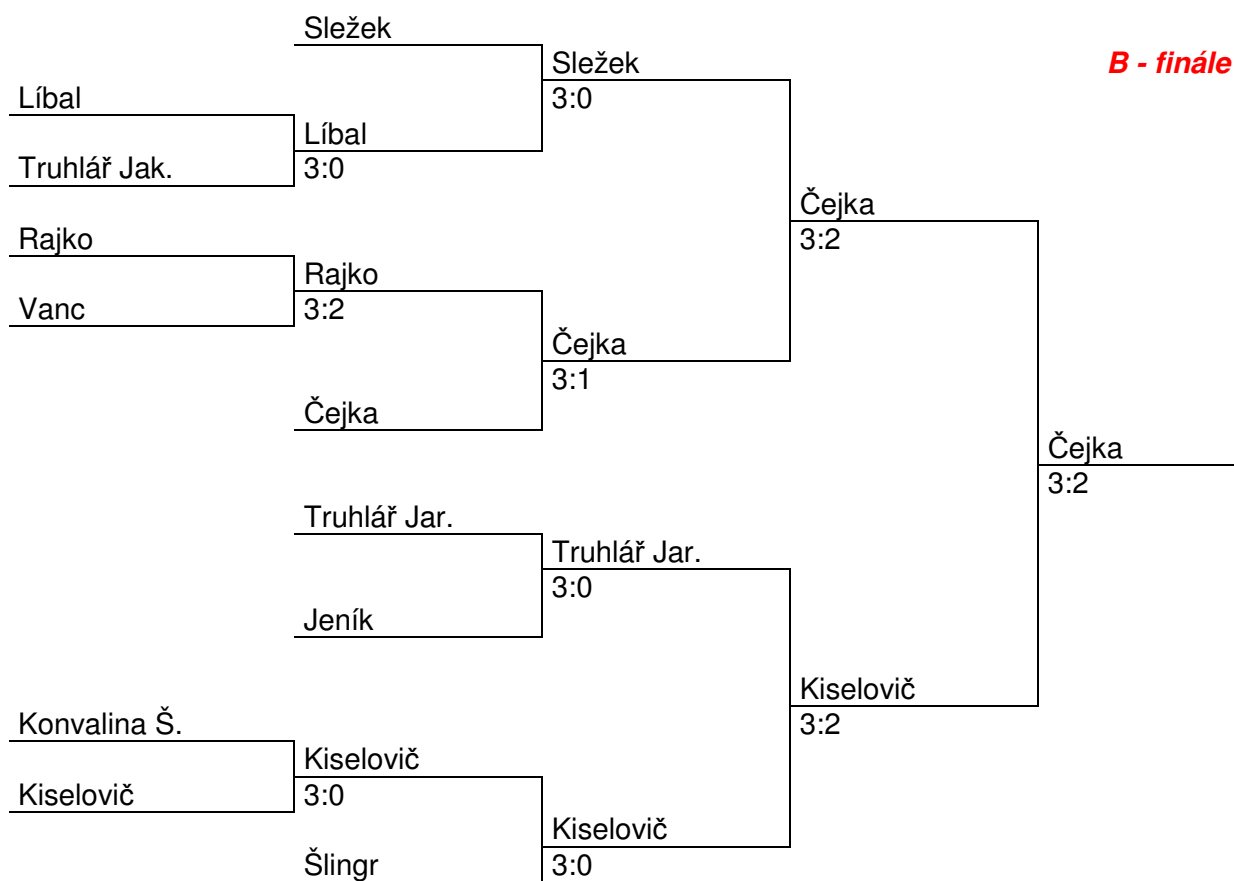 Sležek
Sležek
B - finále
Líbal
3:0
Líbal
Truhlář Jak.
3:0
Čejka
Rajko
3:2
Rajko
Vanc
3:2
Čejka
3:1
Čejka
Čejka
3:2
Truhlář Jar.
Truhlář Jar.
3:0
Jeník
Kiselovič
Konvalina Š.
3:2
Kiselovič
Kiselovič
3:0
Kiselovič
Šlingr
3:0